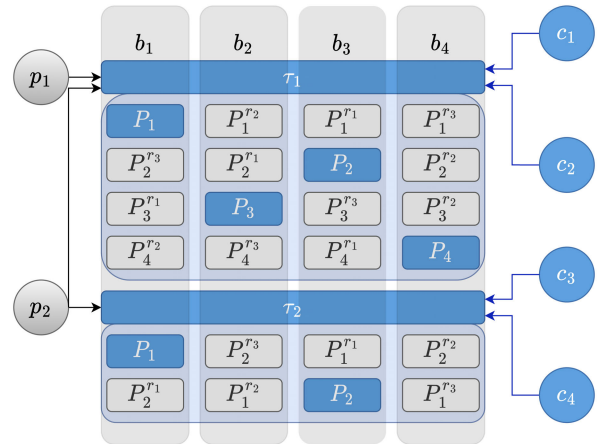 b₁ b₂ b₃ b₄ c₁
p₁ τ₁
P₁ P₁^{r₂} P₁^{r₁} P₁^{r₃}
P₂^{r₃} P₂^{r₁} P₂ P₂^{r₂} c₂
P₃^{r₁} P₃ P₃^{r₃} P₃^{r₂}
P₄^{r₂} P₄^{r₃} P₄^{r₁} P₄
c₃
p₂ τ₂
P₁ P₂^{r₃} P₁^{r₁} P₂^{r₂}
P₂^{r₁} P₁^{r₂} P₂ P₁^{r₃} c₄